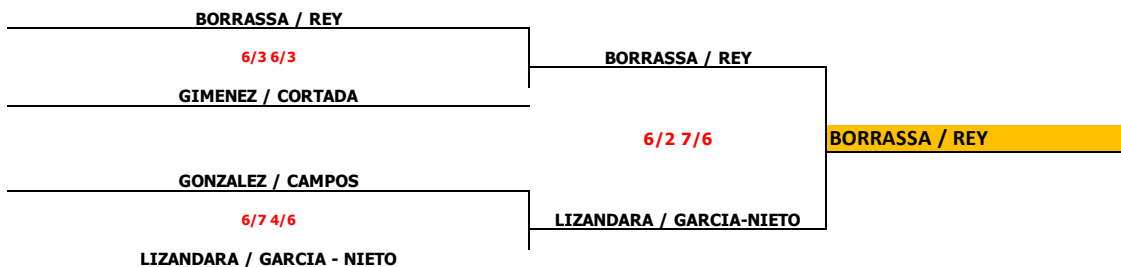 BORRASSA / REY
6/3 6/3
GIMENEZ / CORTADA
GONZALEZ / CAMPOS
6/7 4/6
LIZANDARA / GARCIA - NIETO
BORRASSA / REY
6/2 7/6
LIZANDARA / GARCIA-NIETO
BORRASSA / REY